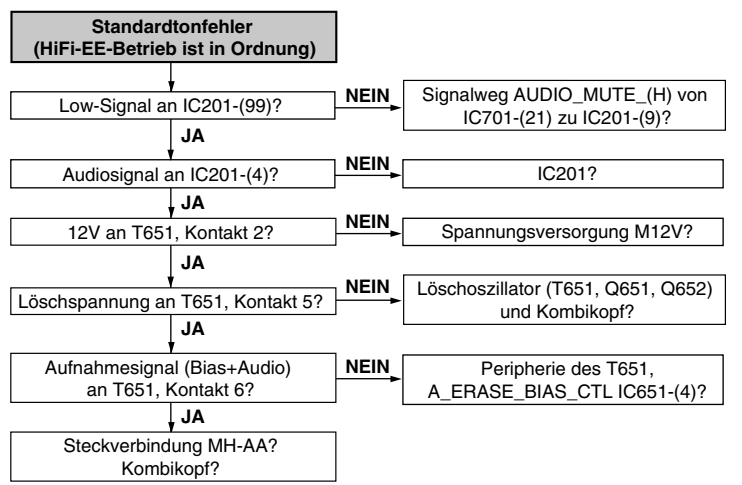 Standardtonfehler
(HiFi-EE-Betrieb ist in Ordnung)
Low-Signal an IC201-(99)?
NEIN
Signalweg AUDIO_MUTE_(H) von
IC701-(21) zu IC201-(9)?
JA
Audiosignal an IC201-(4)?
NEIN
IC201?
JA
12V an T651, Kontakt 2?
NEIN
Spannungsversorgung M12V?
JA
Löschspannung an T651, Kontakt 5?
NEIN
Löschoszillator (T651, Q651, Q652)
und Kombikopf?
JA
Aufnahmesignal (Bias+Audio)
an T651, Kontakt 6?
NEIN
Peripherie des T651,
A_ERASE_BIAS_CTL IC651-(4)?
JA
Steckverbindung MH-AA?
Kombikopf?